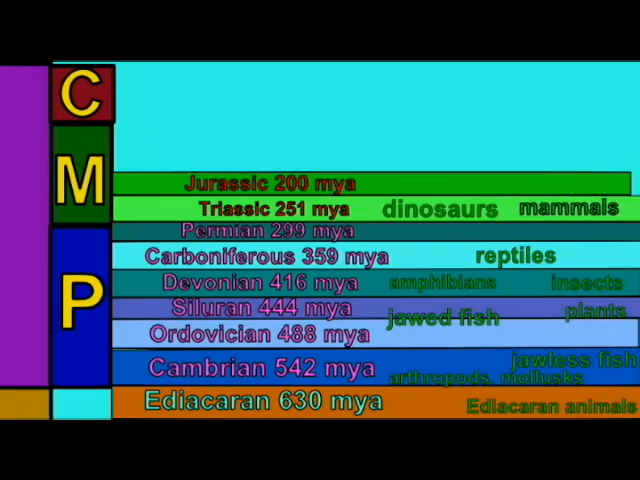 C
M
P
Jurassic 200 mya
Triassic 251 mya dinosaurs mammals
Permian 299 mya
Carboniferous 359 mya reptiles
Devonian 416 mya amphibians insects
Siluran 444 mya plants
jawed fish
Ordovician 488 mya
jawless fish
Cambrian 542 mya
arthropods, mollusks
Ediacaran 630 mya Ediacaran animals